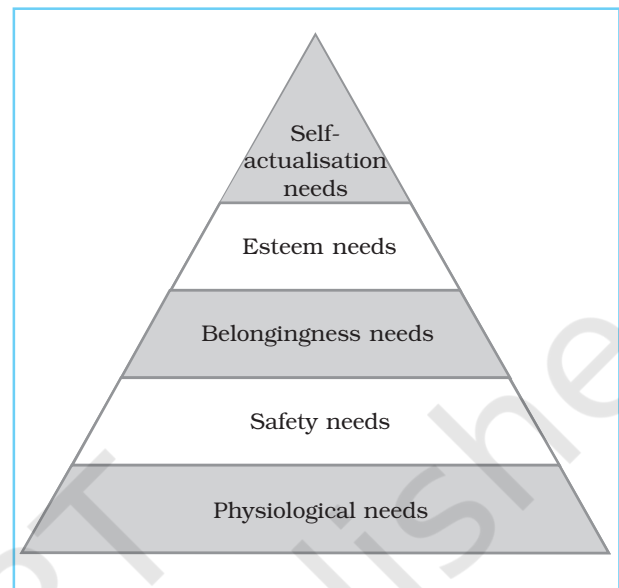 Self-
actualisation
needs
Esteem needs
Belongingness needs
Safety needs
Physiological needs